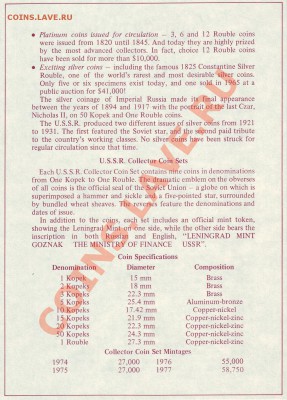 COINS.LAVE.RU
• Platinum coins issued for circulation – 3, 6 and 12 Rouble coins
were issued from 1820 until 1845. And today they are highly prized
by the most advanced collectors. In fact, choice 12 Rouble coins
have been sold for more than $10,000.
• Exciting silver coins – including the famous 1825 Constantine Silver
Rouble, one of the world's rarest and most desirable silver coins.
Only five or six specimens exist today, and one sold in 1965 at a
public auction for $41,000!
The silver coinage of Imperial Russia made its final appearance
between the years of 1894 and 1917 with the portrait of the last Czar,
Nicholas II, on 50 Kopek and One Rouble coins.
The U.S.S.R. produced two different issues of silver coins from 1921
to 1931. The first featured the Soviet star, the second paid tribute
to the country's working classes. No silver coins have been struck for
regular circulation since that time.
U.S.S.R. Collector Coin Sets
Each U.S.S.R. Collector Coin Set contains nine coins in denominations
from One Kopek to One Rouble. The thematic emblem on the obverses
of all coins is the official seal of the Soviet Union – a globe on which is
superimposed a hammer and sickle and a five-pointed star, surrounded
by bundled wheat sheaves. The reverses feature the denominations and
dates of issue.
In addition to the coins, each set includes an official mint token,
showing the Leningrad Mint on one side, while the other side bears the
inscription in both Russian and English, "LENINGRAD MINT
GOZNAK THE MINISTRY OF FINANCE USSR".
Coin Specifications
Denomination Diameter Composition
1 Kopek 15 mm Brass
2 Kopeks 18 mm Brass
3 Kopeks 22.3 mm Brass
5 Kopeks 25.4 mm Aluminum-bronze
10 Kopeks 17.42 mm Copper-nickel
15 Kopeks 21.9 mm Copper-nickel-zinc
20 Kopeks 22.3 mm Copper-nickel-zinc
50 Kopeks 24.3 mm Copper-nickel-zinc
1 Rouble 27.3 mm Copper-nickel-zinc
Collector Coin Set Mintages
1974 27,000 1976 55,000
1975 27,000 1977 58,750